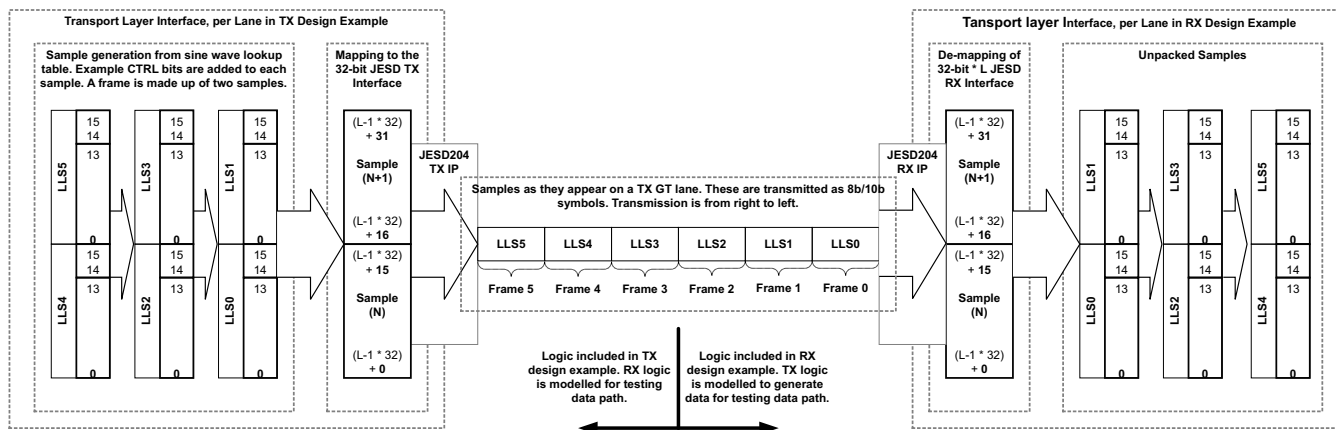 Transport Layer Interface, per Lane in TX Design Example
Sample generation from sine wave lookup
table. Example CTRL bits are added to each
sample. A frame is made up of two samples.
Mapping to the
32-bit JESD TX
Interface
LLS5
15
14
13
0
LLS4
15
14
13
0
LLS3
15
14
13
0
LLS2
15
14
13
0
LLS1
15
14
13
0
LLS0
15
14
13
0
(L-1 * 32)
+ 31
Sample
(N+1)
(L-1 * 32)
+ 16
(L-1 * 32)
+ 15
Sample
(N)
(L-1 * 32)
+ 0
JESD204
TX IP
Samples as they appear on a TX GT lane. These are transmitted as 8b/10b
symbols. Transmission is from right to left.
LLS5 LLS4 LLS3 LLS2 LLS1 LLS0
Frame 5 Frame 4 Frame 3 Frame 2 Frame 1 Frame 0
Logic included in TX
design example. RX logic
is modelled for testing
data path.
Logic included in RX
design example. TX logic
is modelled to generate
data for testing data path.
JESD204
RX IP
Tansport layer Interface, per Lane in RX Design Example
De-mapping of
32-bit * L JESD
RX Interface
Unpacked Samples
(L-1 * 32)
+ 31
Sample
(N+1)
(L-1 * 32)
+ 16
(L-1 * 32)
+ 15
Sample
(N)
(L-1 * 32)
+ 0
LLS1
15
14
13
0
LLS0
15
14
13
0
LLS3
15
14
13
0
LLS2
15
14
13
0
LLS5
15
14
13
0
LLS4
15
14
13
0